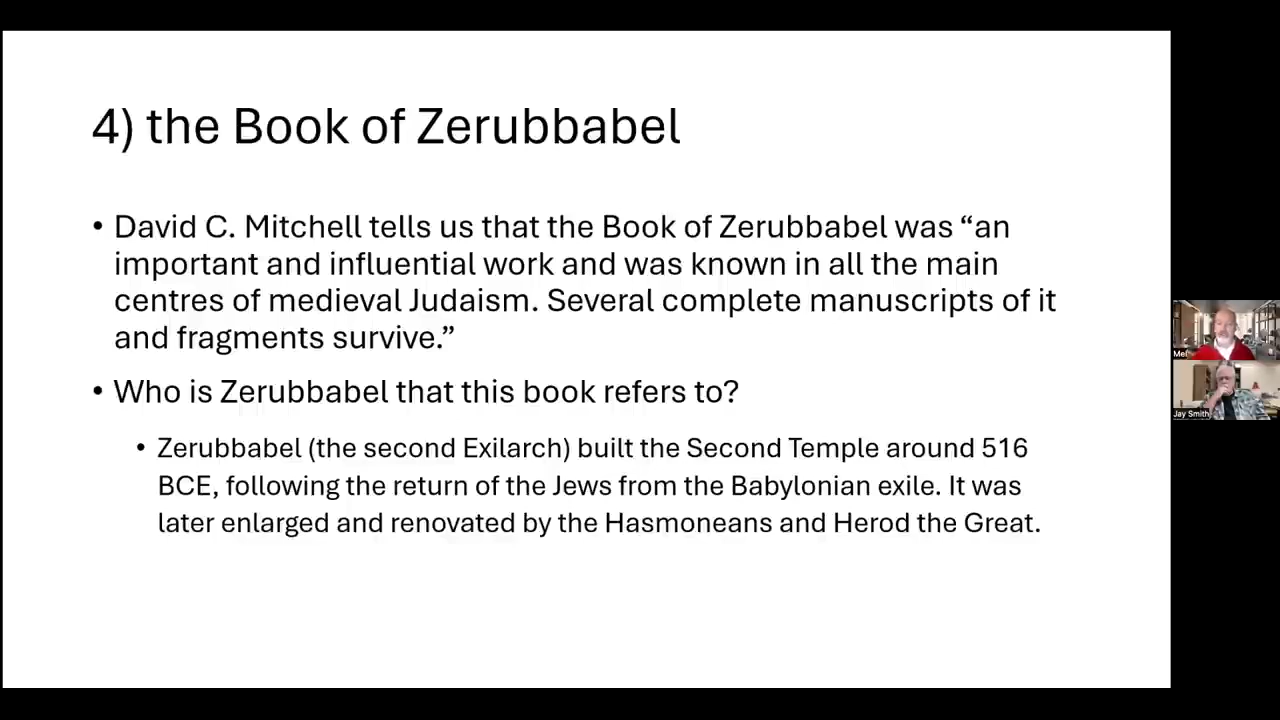 4) the Book of Zerubbabel
• David C. Mitchell tells us that the Book of Zerubbabel was “an
important and influential work and was known in all the main
centres of medieval Judaism. Several complete manuscripts of it
and fragments survive.”
• Who is Zerubbabel that this book refers to?
• Zerubbabel (the second Exilarch) built the Second Temple around 516
BCE, following the return of the Jews from the Babylonian exile. It was
later enlarged and renovated by the Hasmoneans and Herod the Great.
Mel
Jay Smith